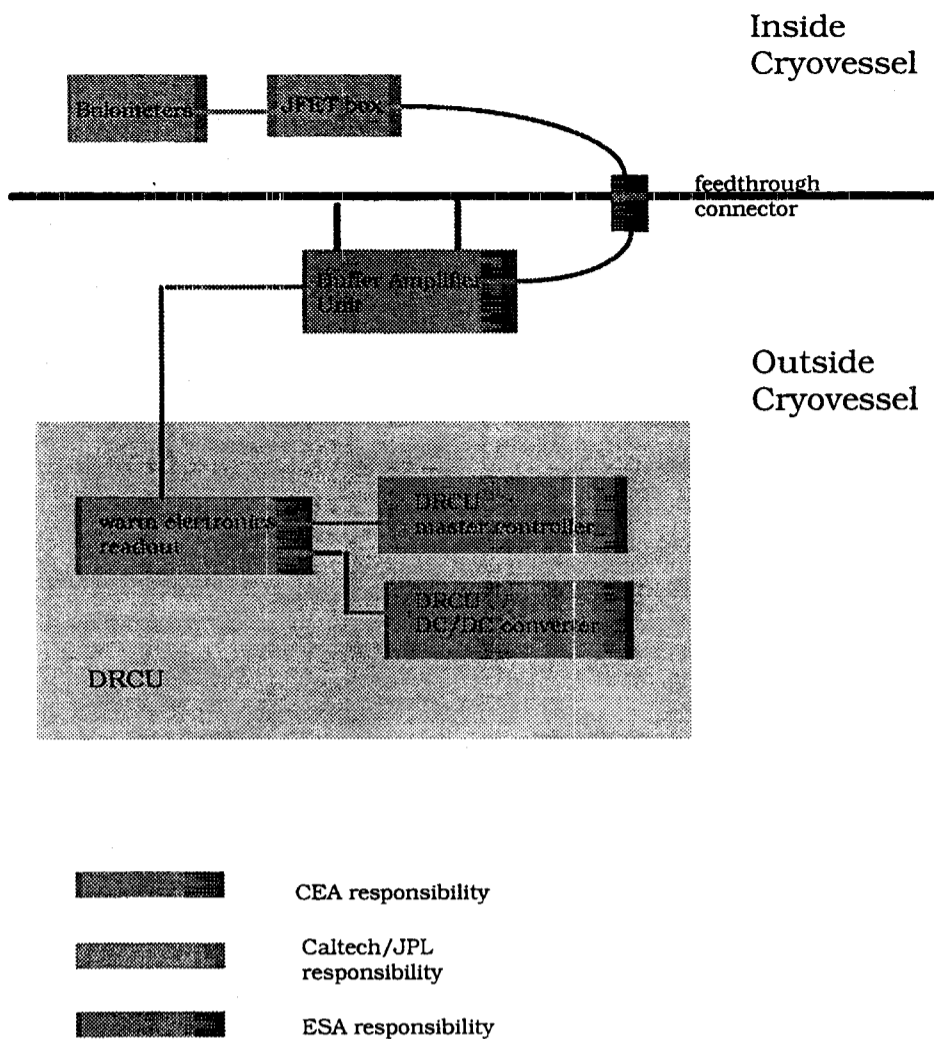 Inside
Cryovessel
Bolometers
JFET box
feedthrough
connector
Buffer Amplifier
Unit
Outside
Cryovessel
warm electronics
readout
DRCU
master controller
DRCU
DC/DC converter
DRCU
CEA responsibility
Caltech/JPL
responsibility
ESA responsibility